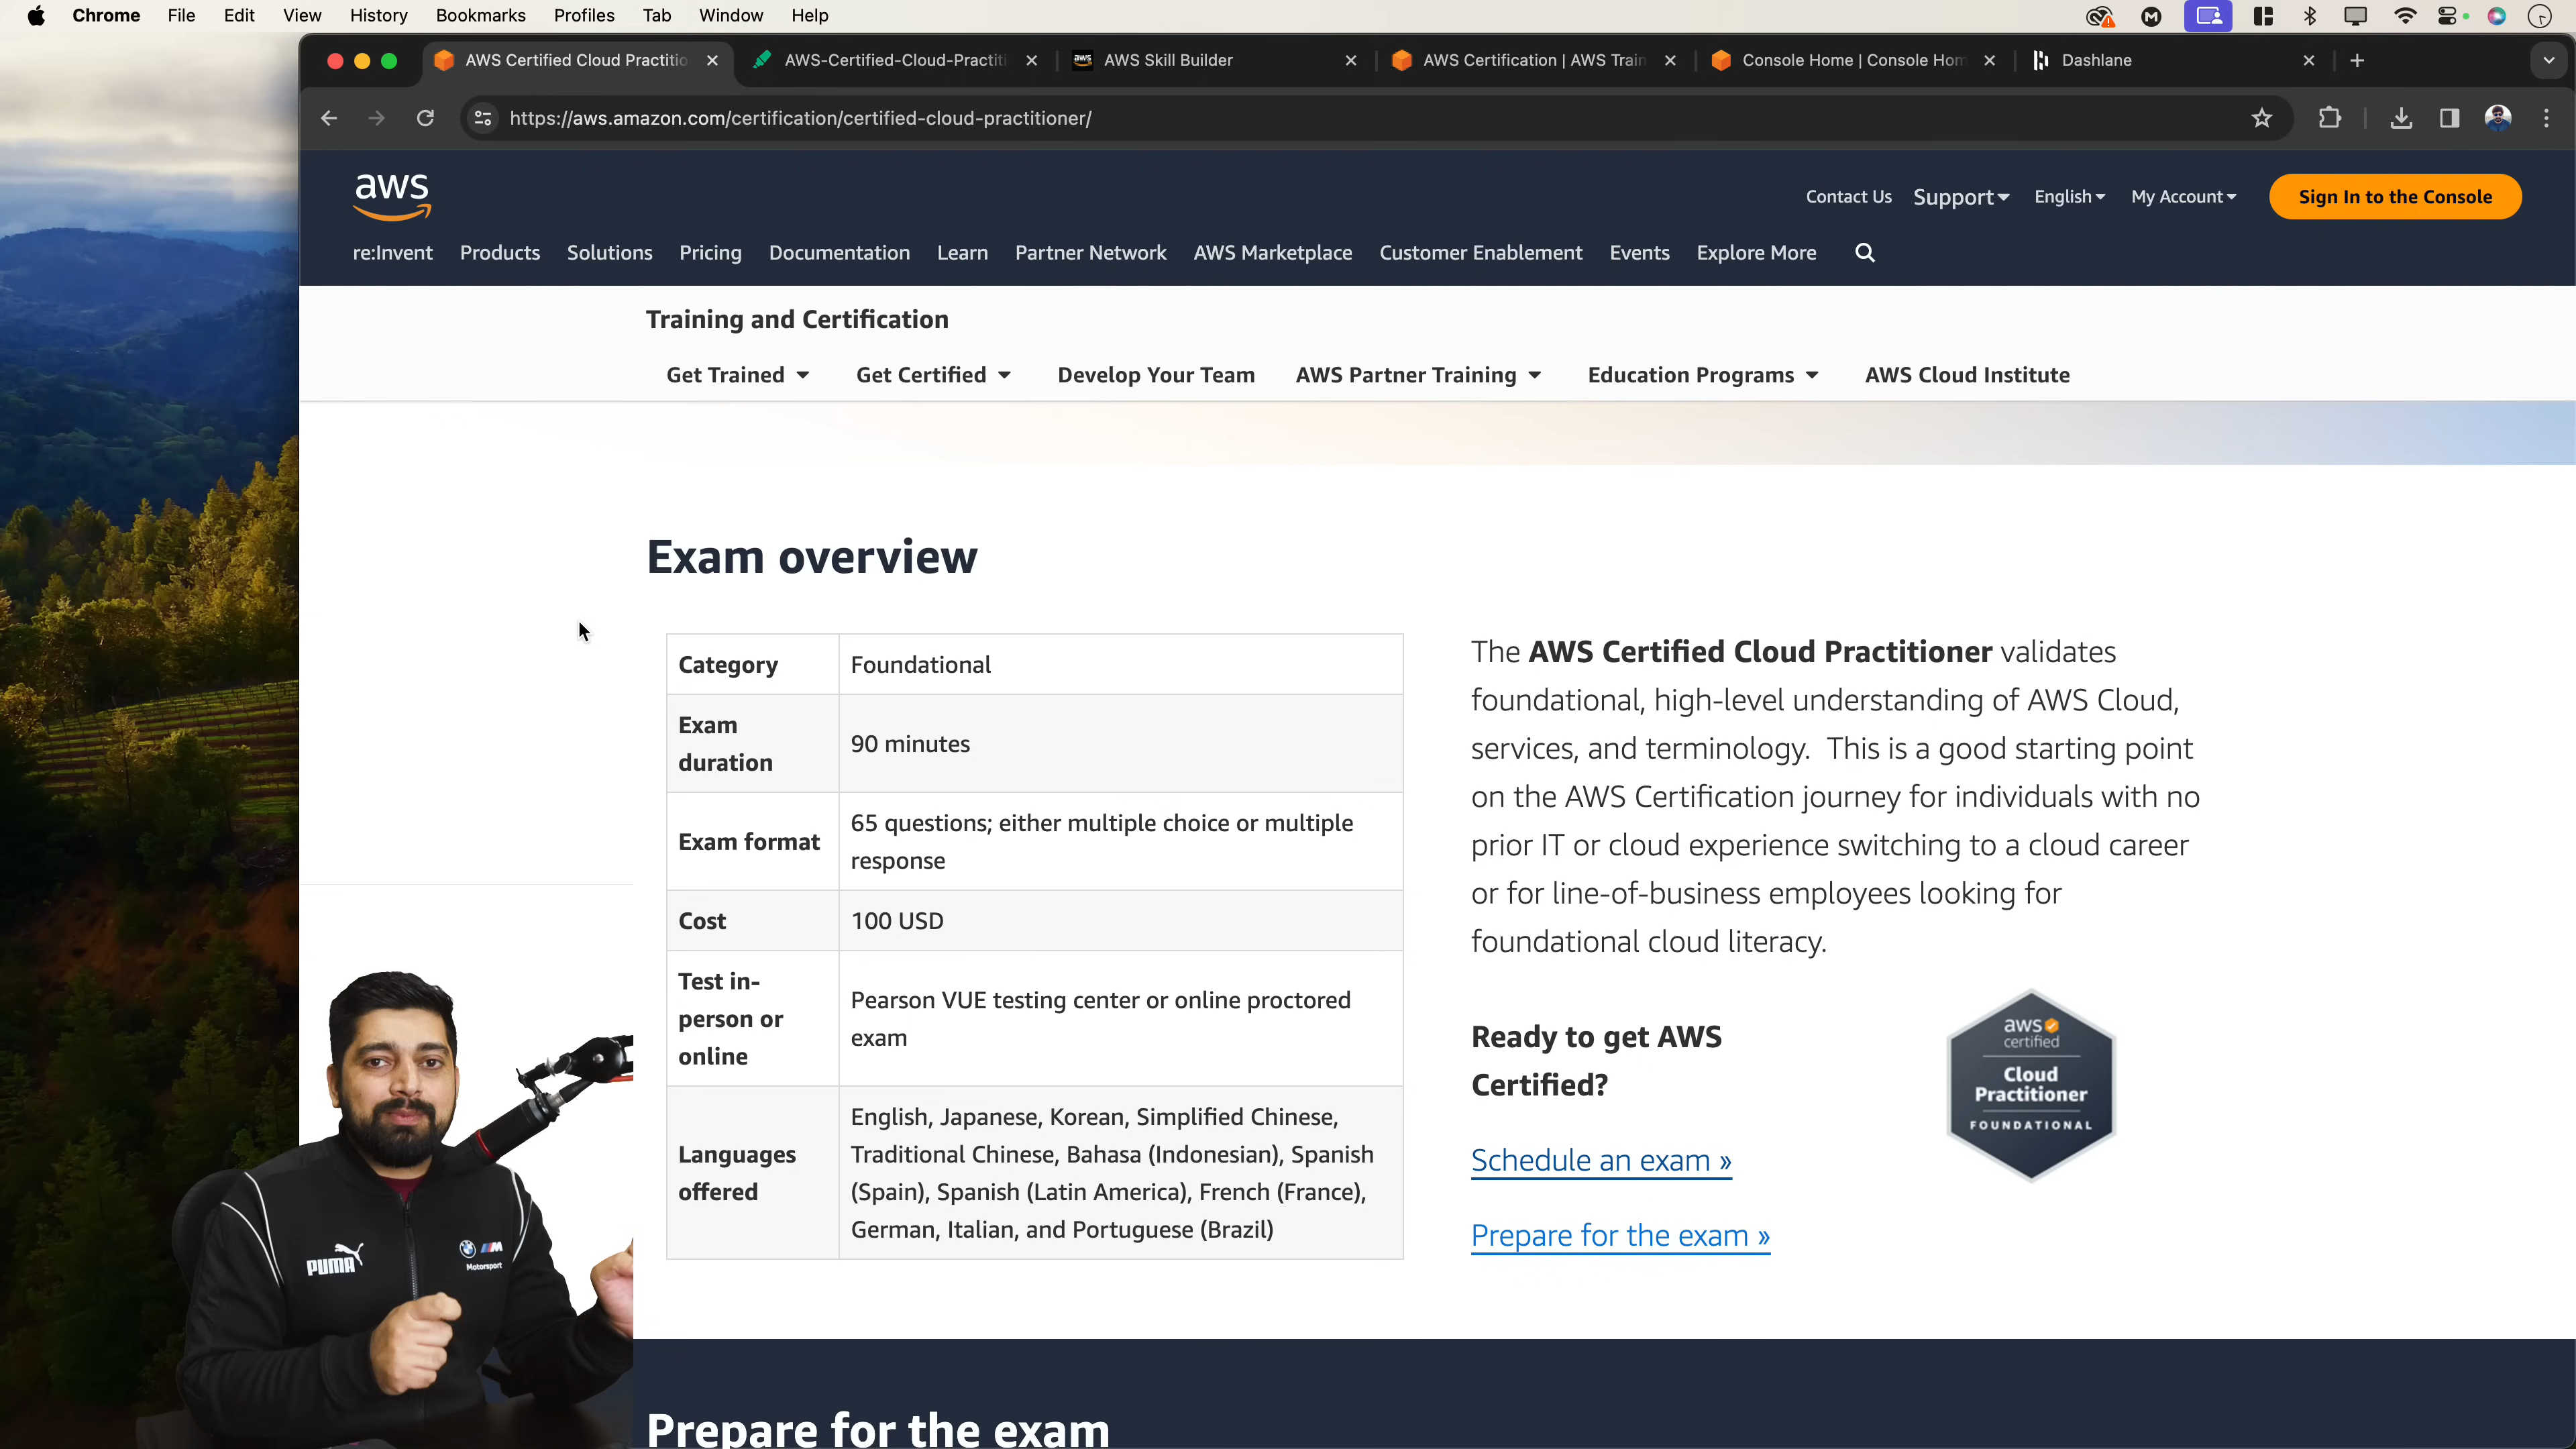 Chrome File Edit View History Bookmarks Profiles Tab Window Help
AWS Certified Cloud Practitio
AWS-Certified-Cloud-Practiti
aws AWS Skill Builder
AWS Certification | AWS Train
Console Home | Console Hom
Dashlane
https://aws.amazon.com/certification/certified-cloud-practitioner/
aws
Contact Us Support English My Account Sign In to the Console
re:Invent Products Solutions Pricing Documentation Learn Partner Network AWS Marketplace Customer Enablement Events Explore More
Training and Certification
Get Trained Get Certified Develop Your Team AWS Partner Training Education Programs AWS Cloud Institute
Exam overview
Category Foundational
Exam
duration
90 minutes
Exam format
65 questions; either multiple choice or multiple
response
Cost 100 USD
Test in-
person or
online
Pearson VUE testing center or online proctored
exam
Languages
offered
English, Japanese, Korean, Simplified Chinese,
Traditional Chinese, Bahasa (Indonesian), Spanish
(Spain), Spanish (Latin America), French (France),
German, Italian, and Portuguese (Brazil)
The AWS Certified Cloud Practitioner validates
foundational, high-level understanding of AWS Cloud,
services, and terminology. This is a good starting point
on the AWS Certification journey for individuals with no
prior IT or cloud experience switching to a cloud career
or for line-of-business employees looking for
foundational cloud literacy.
Ready to get AWS
Certified?
Schedule an exam »
Prepare for the exam »
aws
certified
Cloud
Practitioner
FOUNDATIONAL
PUMA
BMW M
Motorsport
Prepare for the exam